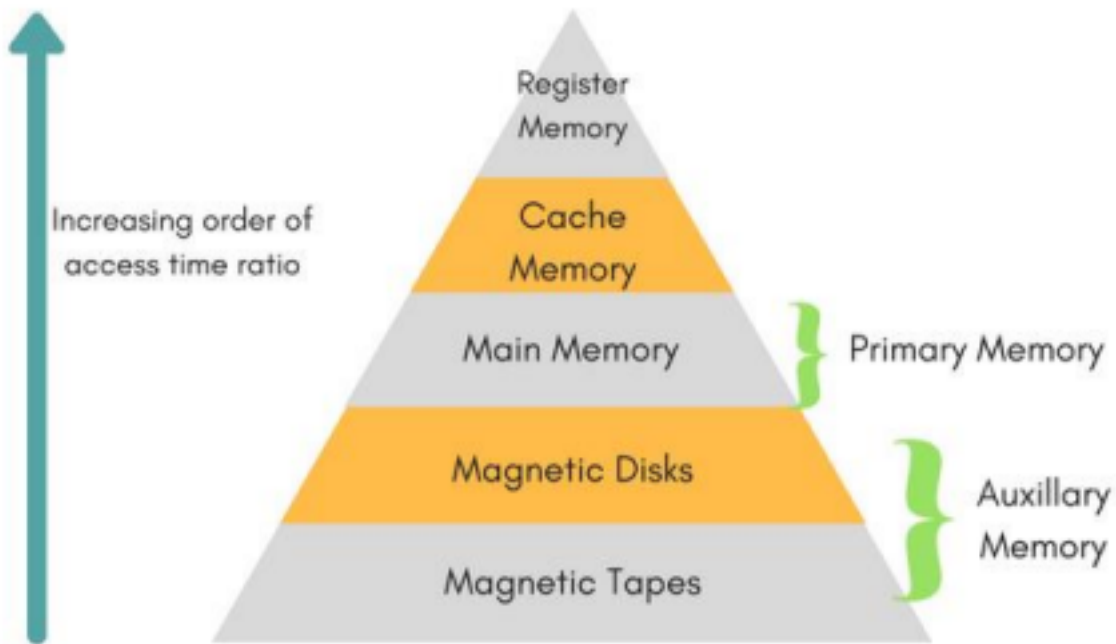 Register
Memory
Increasing order of
access time ratio
Cache
Memory
Main Memory
Primary Memory
Magnetic Disks
Auxillary
Memory
Magnetic Tapes